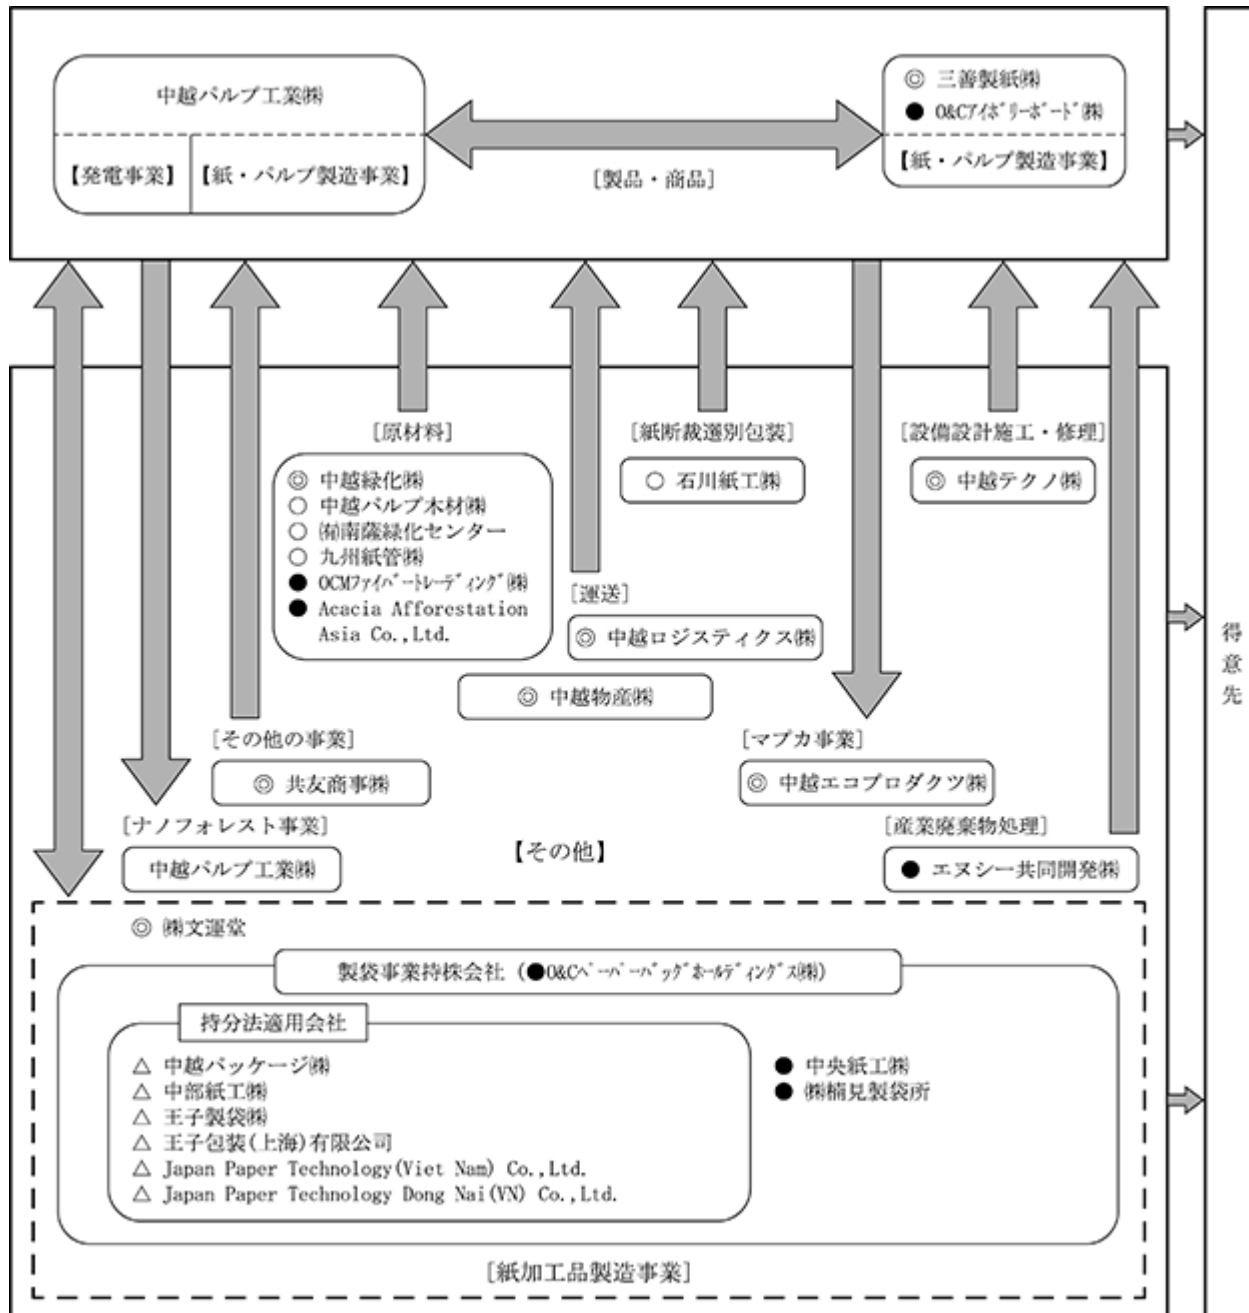 中越パルプ工業㈱
【発電事業】
【紙・パルプ製造事業】
[製品・商品]
◎ 三善製紙㈱
● O&Cｱｲﾎﾞﾘｰﾎﾞｰﾄﾞ㈱
【紙・パルプ製造事業】
得意先
[原材料]
◎ 中越緑化㈱
○ 中越パルプ木材㈱
○ ㈲南薩緑化センター
○ 九州紙管㈱
● OCMﾌｧｲﾊﾞｰﾄﾚｰﾃﾞｨﾝｸﾞ㈱
● Acacia Afforestation
Asia Co.,Ltd.
[紙断裁選別包装]
○ 石川紙工㈱
[設備設計施工・修理]
◎ 中越テクノ㈱
[運送]
◎ 中越ロジスティクス㈱
◎ 中越物産㈱
[その他の事業]
◎ 共友商事㈱
[マプカ事業]
◎ 中越エコプロダクツ㈱
[ナノフォレスト事業]
中越パルプ工業㈱
【その他】
[産業廃棄物処理]
● エヌシー共同開発㈱
◎ ㈱文運堂
製袋事業持株会社 (●O&Cﾍﾟｰﾊﾟｰﾊﾞｯｸﾞﾎｰﾙﾃﾞｨﾝｸﾞｽ㈱)
持分法適用会社
△ 中越パッケージ㈱
△ 中部紙工㈱
△ 王子製袋㈱
△ 王子包装(上海)有限公司
△ Japan Paper Technology(Viet Nam) Co.,Ltd.
△ Japan Paper Technology Dong Nai(VN) Co.,Ltd.
● 中央紙工㈱
● ㈱楠見製袋所
[紙加工品製造事業]